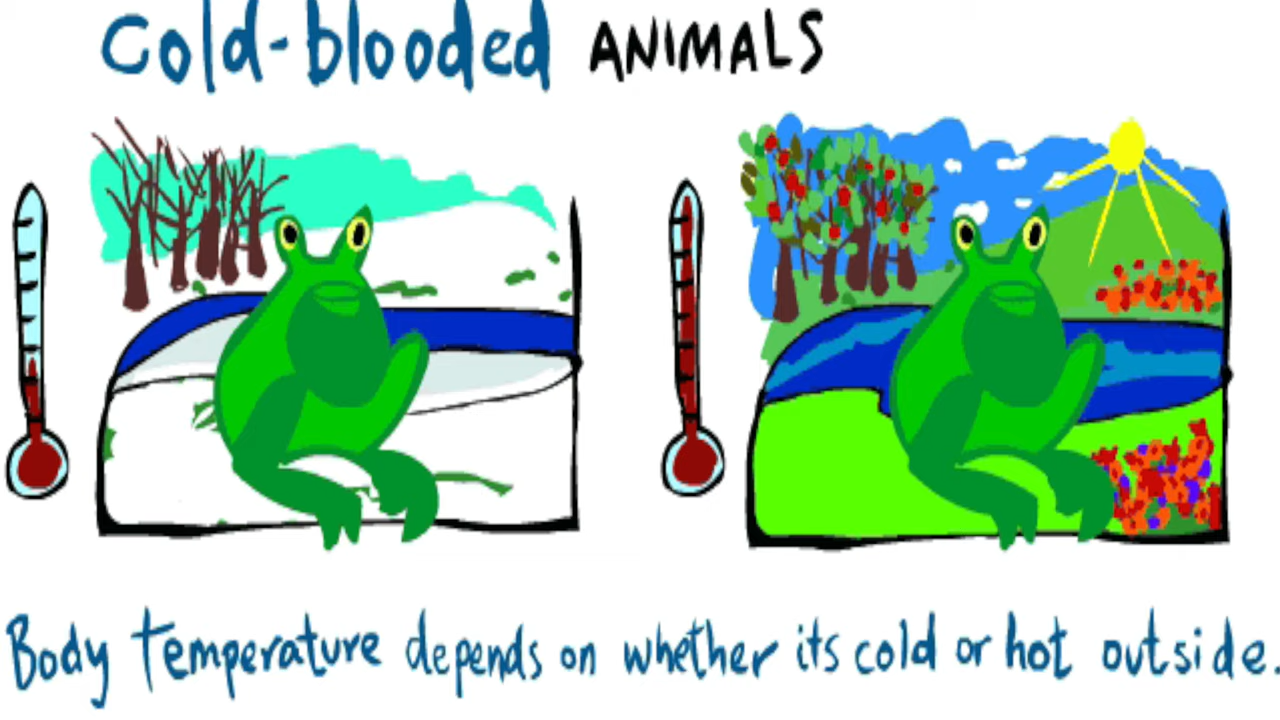 Cold-blooded ANIMALS
Body temperature depends on whether its cold or hot outside.